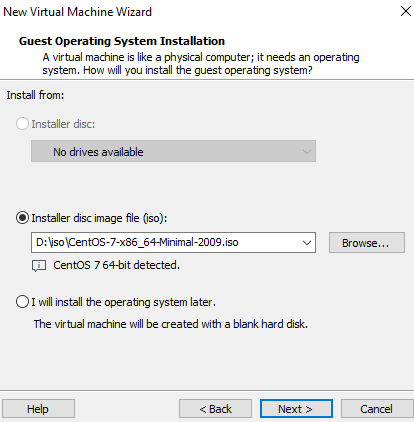 New Virtual Machine Wizard
Guest Operating System Installation
A virtual machine is like a physical computer; it needs an operating
system. How will you install the guest operating system?
Install from:
Installer disc:
No drives available
Installer disc image file (iso):
D:\iso\CentOS-7-x86_64-Minimal-2009.iso
Browse...
CentOS 7 64-bit detected.
I will install the operating system later.
The virtual machine will be created with a blank hard disk.
Help
< Back
Next >
Cancel